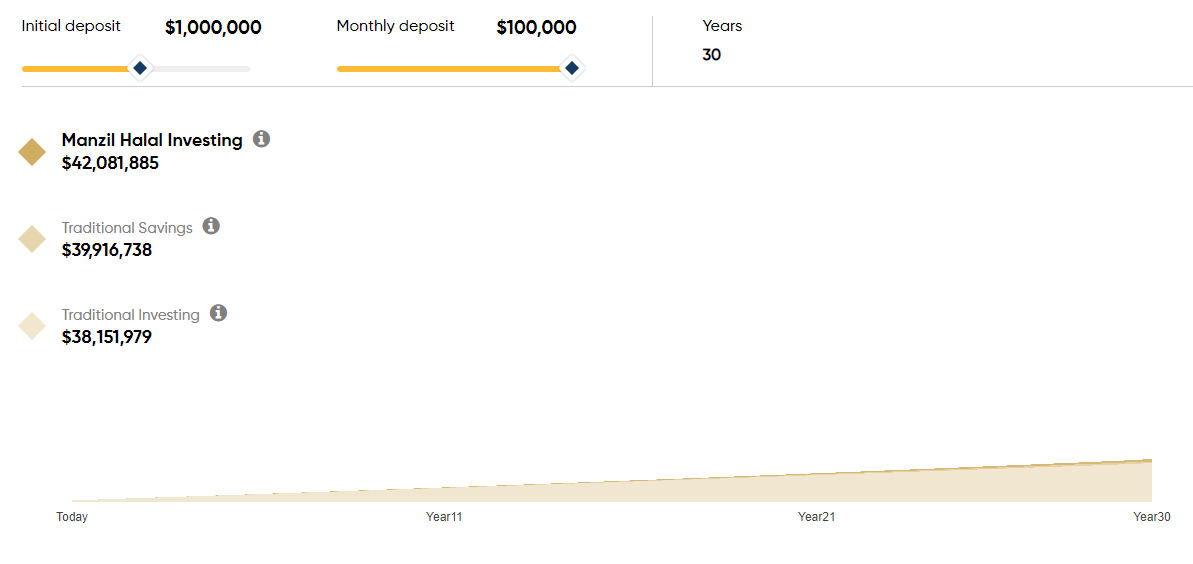 Initial deposit $1,000,000 Monthly deposit $100,000 Years
30
Manzil Halal Investing
$42,081,885
Traditional Savings
$39,916,738
Traditional Investing
$38,151,979
Today Year11 Year21 Year30